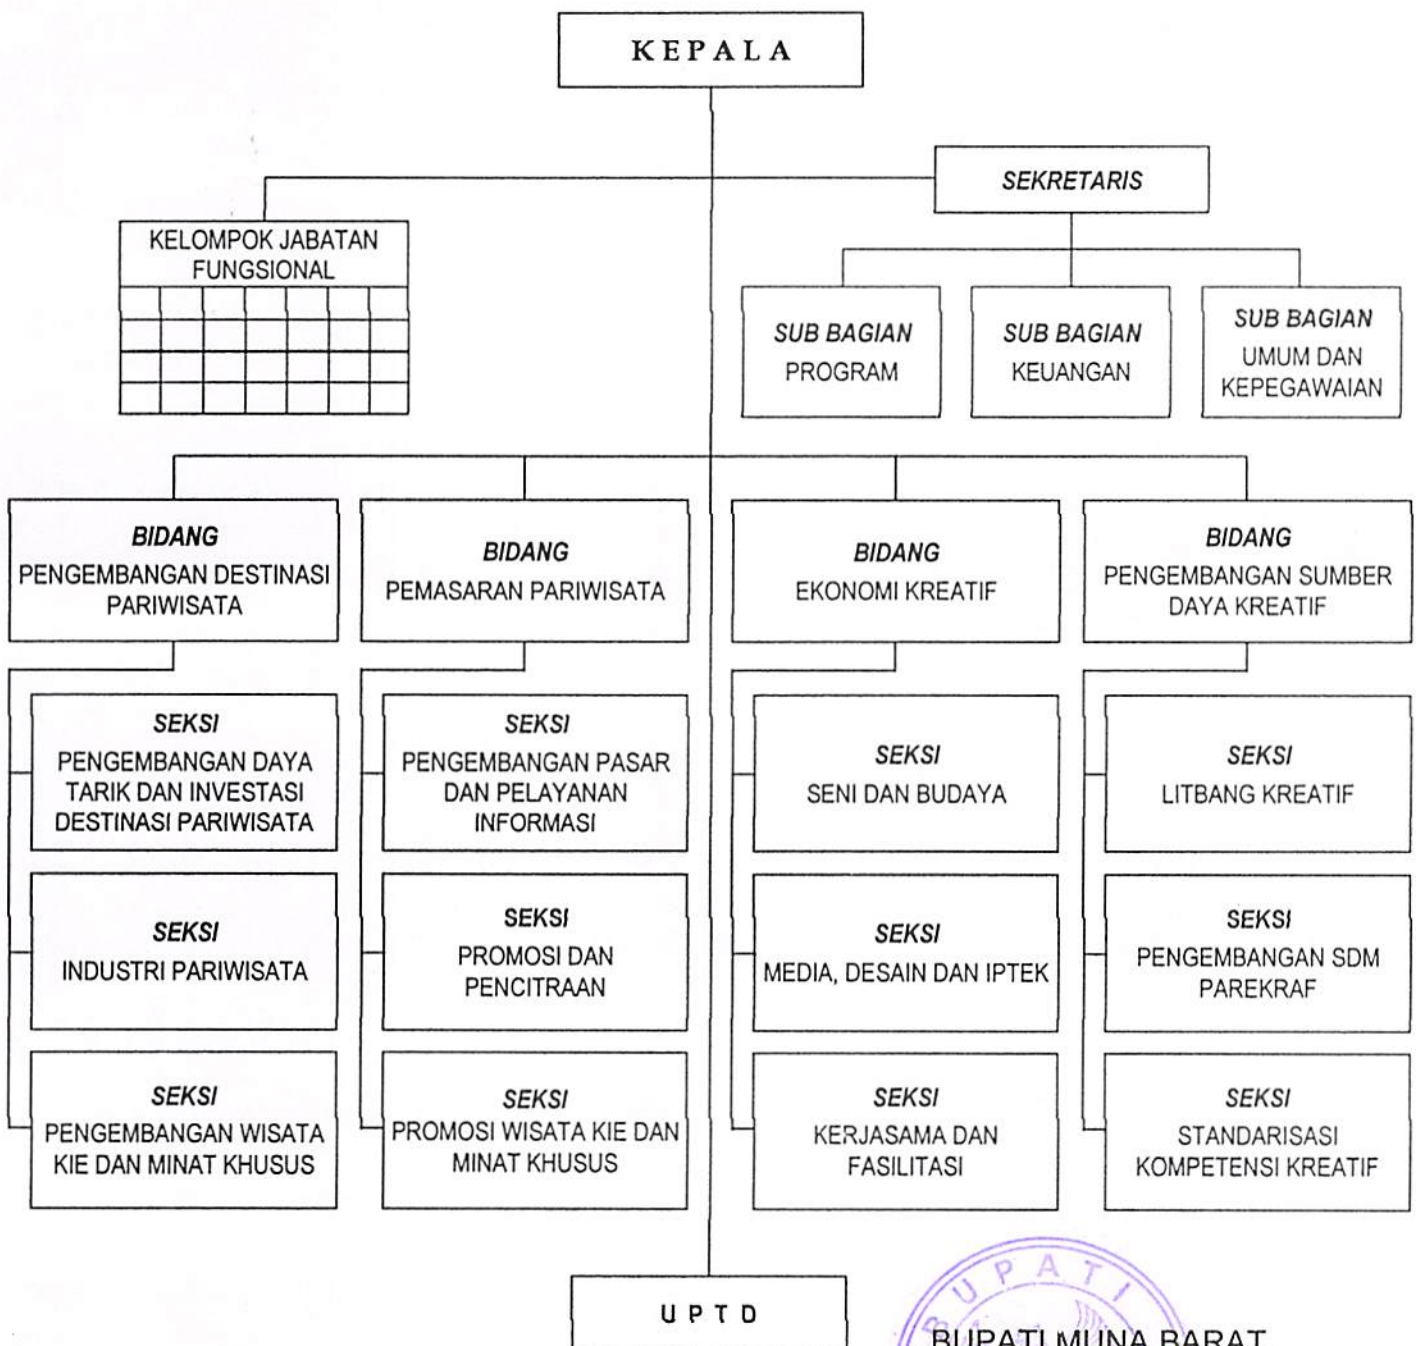 KEPALA
SEKRETARIS
KELOMPOK JABATAN
FUNGSIONAL
SUB BAGIAN
PROGRAM
SUB BAGIAN
KEUANGAN
SUB BAGIAN
UMUM DAN
KEPEGAWAIAN
BIDANG
PENGEMBANGAN DESTINASI
PARIWISATA
BIDANG
PEMASARAN PARIWISATA
BIDANG
EKONOMI KREATIF
BIDANG
PENGEMBANGAN SUMBER
DAYA KREATIF
SEKSI
PENGEMBANGAN DAYA
TARIK DAN INVESTASI
DESTINASI PARIWISATA
SEKSI
PENGEMBANGAN PASAR
DAN PELAYANAN
INFORMASI
SEKSI
SENI DAN BUDAYA
SEKSI
LITBANG KREATIF
SEKSI
INDUSTRI PARIWISATA
SEKSI
PROMOSI DAN
PENCITRAAN
SEKSI
MEDIA, DESAIN DAN IPTEK
SEKSI
PENGEMBANGAN SDM
PAREKRAF
SEKSI
PENGEMBANGAN WISATA
KIE DAN MINAT KHUSUS
SEKSI
PROMOSI WISATA KIE DAN
MINAT KHUSUS
SEKSI
KERJASAMA DAN
FASILITASI
SEKSI
STANDARISASI
KOMPETENSI KREATIF
UPTD
BUPATI
BUPATI MUNA BARAT